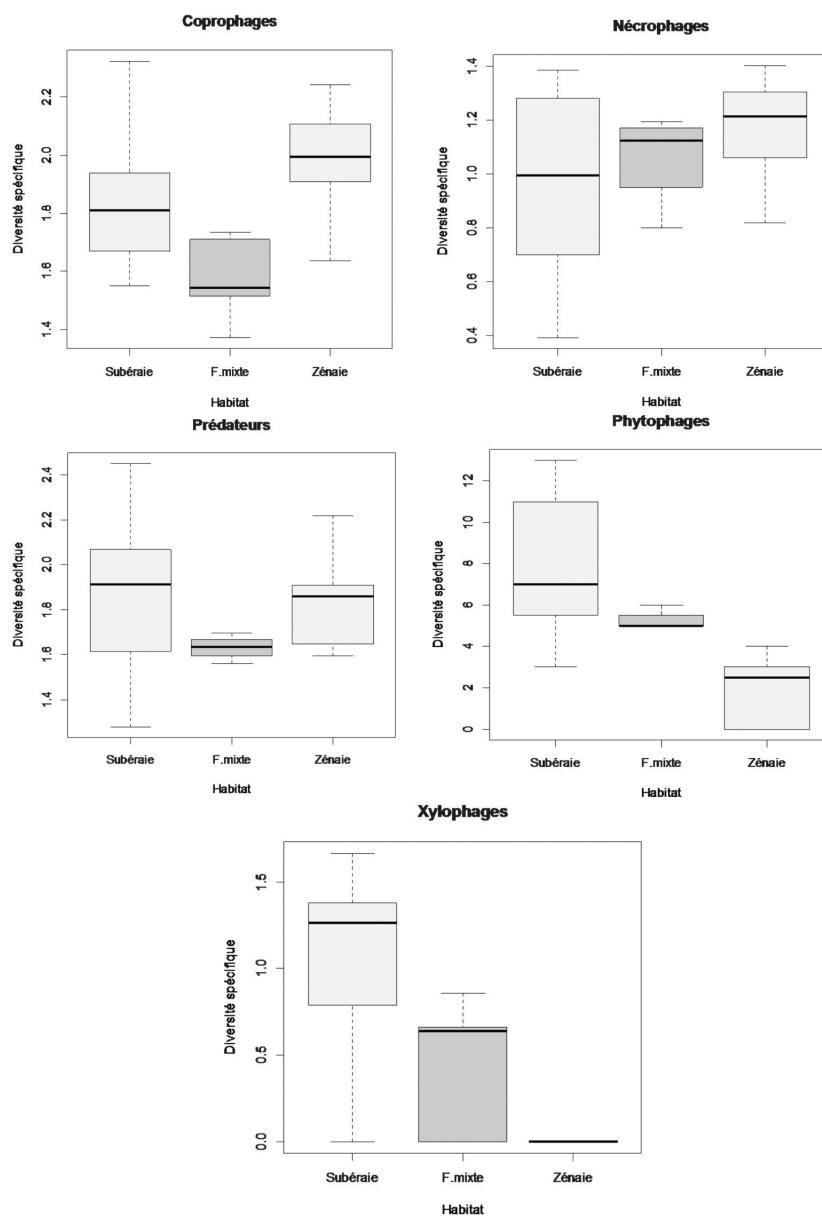 Coprophages
Diversité spécifique
2.2
2.0
1.8
1.6
1.4
Subéraie F.mixte Zénaie
Habitat
Nécrophages
Diversité spécifique
1.4
1.2
1.0
0.8
0.6
0.4
Subéraie F.mixte Zénaie
Habitat
Prédateurs
Diversité spécifique
2.4
2.2
2.0
1.8
1.6
1.4
Subéraie F.mixte Zénaie
Habitat
Phytophages
Diversité spécifique
12
10
8
6
4
2
0
Subéraie F.mixte Zénaie
Habitat
Xylophages
Diversité spécifique
1.5
1.0
0.5
0.0
Subéraie F.mixte Zénaie
Habitat